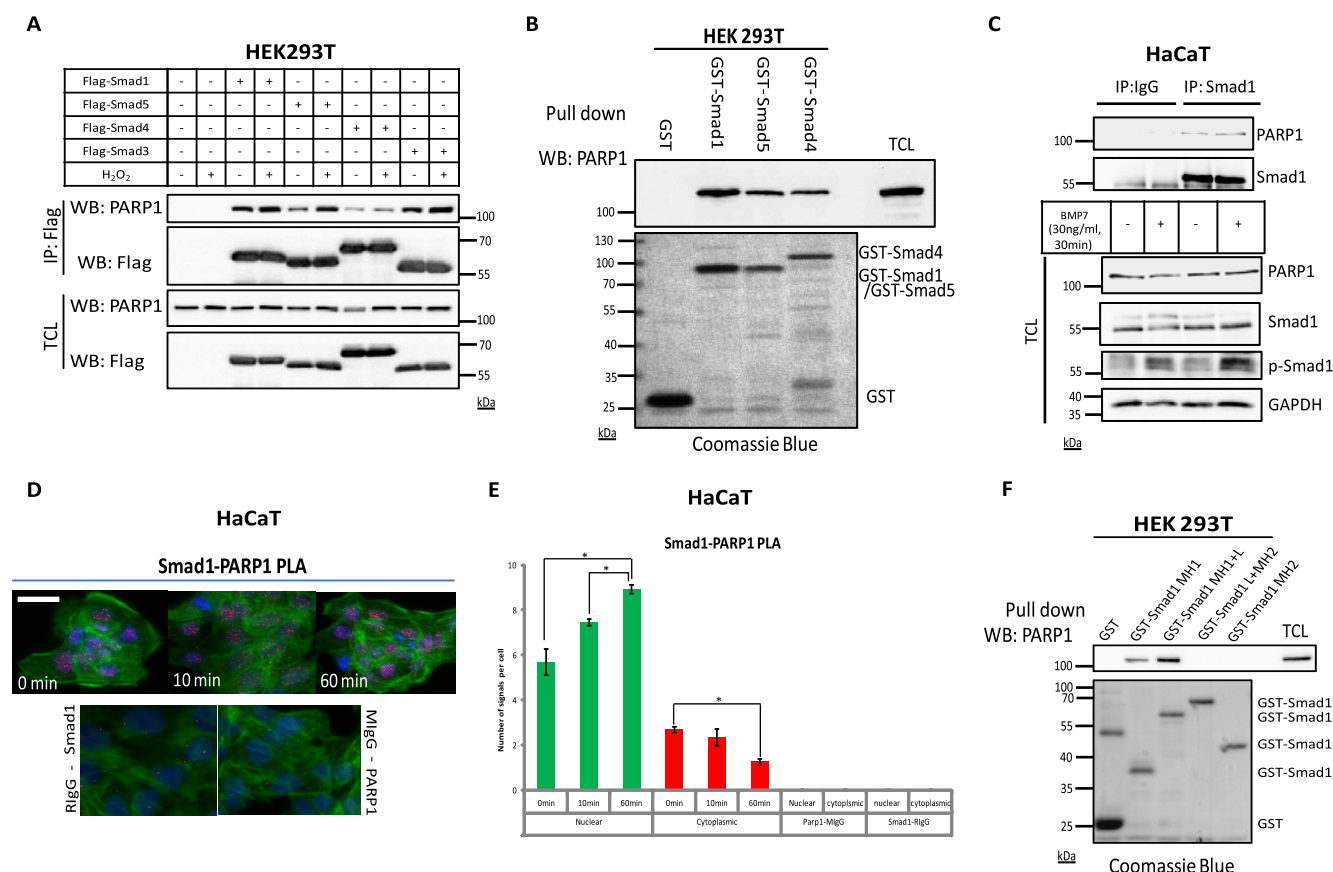 A
HEK293T
Flag-Smad1 - - + + - - - - - -
Flag-Smad5 - - - - + + - - - -
Flag-Smad4 - - - - - - + + - -
Flag-Smad3 - - - - - - - - + +
H2O2 - + - + - + - + - +
IP: Flag
WB: PARP1
100
WB: Flag
70
55
TCL
WB: PARP1
100
WB: Flag
70
55
kDa
B
HEK 293T
Pull down
GST
GST-Smad1
GST-Smad5
GST-Smad4
TCL
WB: PARP1
100
130
100
70
55
40
35
25
kDa
GST-Smad4
GST-Smad1
/GST-Smad5
GST
Coomassie Blue
C
HaCaT
IP:IgG IP: Smad1
100
PARP1
55
Smad1
BMP7
(30ng/ml,
30min)
- + - +
TCL
100
PARP1
55
Smad1
55
p-Smad1
40
35
GAPDH
kDa
D
HaCaT
Smad1-PARP1 PLA
0 min
10 min
60 min
RIgG - Smad1
MIgG - PARP1
E
HaCaT
Smad1-PARP1 PLA
Number of signals per cell
10
8
6
4
2
0
*
*
*
0min 10min 60min 0min 10min 60min Nuclear cytoplsmic nuclear cytoplasmic
Nuclear Cytoplasmic Parp1-MIgG Smad1-RIgG
F
HEK 293T
Pull down
WB: PARP1
GST
GST-Smad1 MH1
GST-Smad1 MH1+L
GST-Smad1 L+MH2
GST-Smad1 MH2
TCL
100
100
70
55
40
35
25
kDa
GST-Smad1
GST-Smad1
GST-Smad1
GST-Smad1
GST
Coomassie Blue